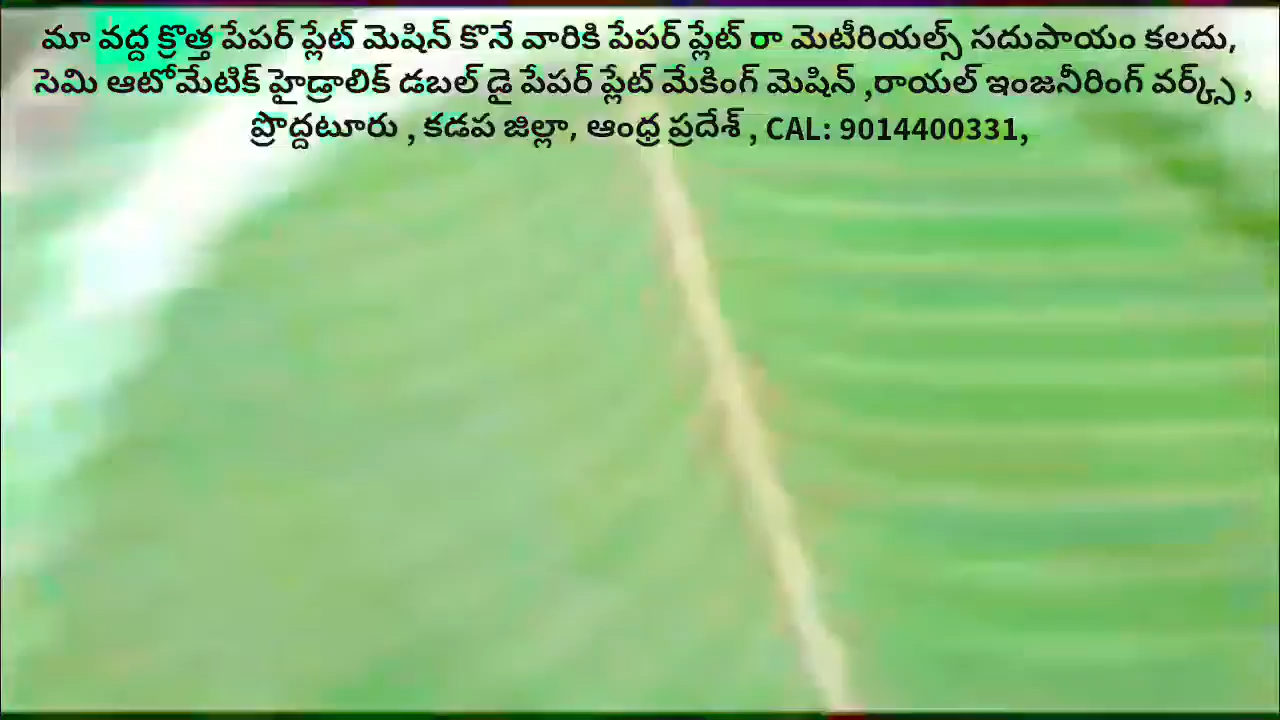 మా వద్ద క్రొత్త పేపర్ ప్లేట్ మెషిన్ కొనే వారికి పేపర్ ప్లేట్ రా మెటీరియల్స్ సదుపాయం కలదు,
సెమి ఆటోమేటిక్ హైడ్రాలిక్ డబల్ డై పేపర్ ప్లేట్ మేకింగ్ మెషిన్ ,రాయల్ ఇంజనీరింగ్ వర్క్స్ ,
ప్రొద్దటూరు , కడప జిల్లా, ఆంధ్ర ప్రదేశ్ , CAL: 9014400331,